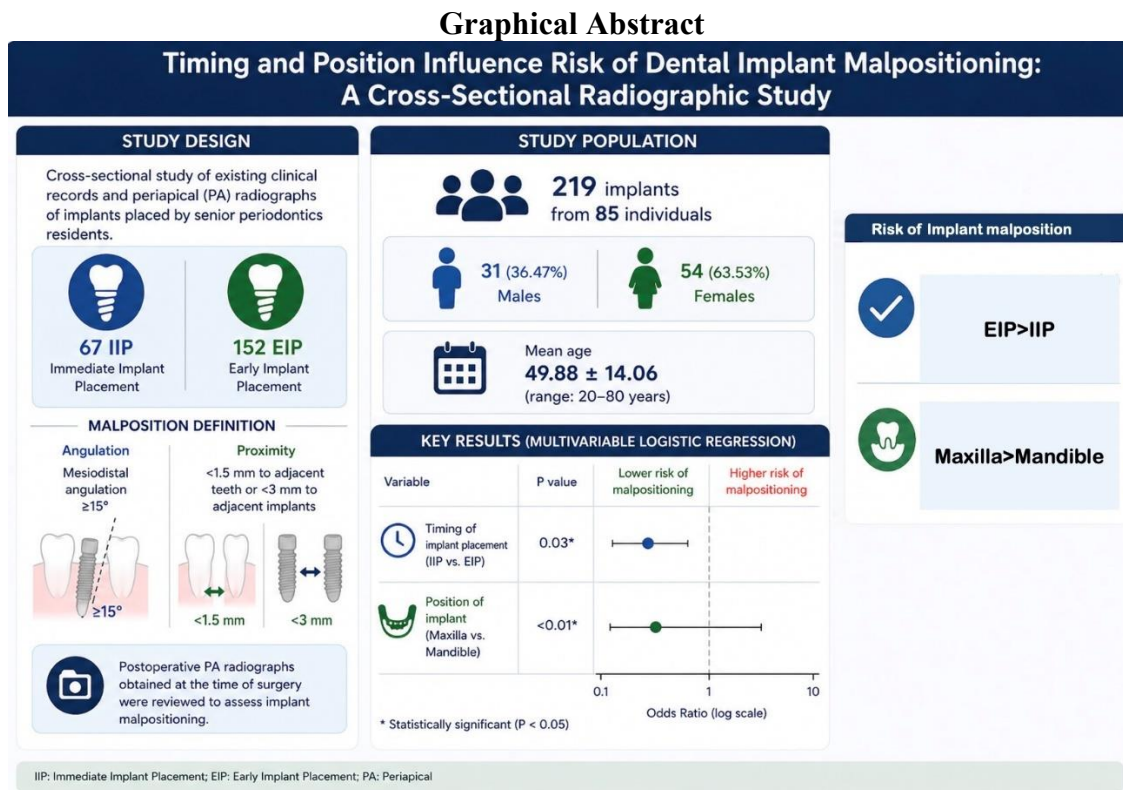 Graphical Abstract
Timing and Position Influence Risk of Dental Implant Malpositioning:
A Cross-Sectional Radiographic Study
STUDY DESIGN
Cross-sectional study of existing clinical
records and periapical (PA) radiographs
of implants placed by senior periodontics
residents.
67 IIP
Immediate Implant
Placement
152 EIP
Early Implant
Placement
MALPOSITION DEFINITION
Angulation
Mesiodistal
angulation
≥15°
≥15°
Proximity
<1.5 mm to adjacent
teeth or <3 mm to
adjacent implants
<1.5 mm
<3 mm
Postoperative PA radiographs
obtained at the time of surgery
were reviewed to assess implant
malpositioning.
STUDY POPULATION
219 implants
from 85 individuals
31 (36.47%)
Males
54 (63.53%)
Females
Mean age
49.88 ± 14.06
(range: 20–80 years)
KEY RESULTS (MULTIVARIABLE LOGISTIC REGRESSION)
Variable
P value
Lower risk of
malpositioning
Higher risk of
malpositioning
Timing of
implant placement
(IIP vs. EIP)
0.03*
Position of
implant
(Maxilla vs.
Mandible)
<0.01*
0.1
1
10
Odds Ratio (log scale)
* Statistically significant (P < 0.05)
Risk of Implant malposition
EIP>IIP
Maxilla>Mandible
IIP: Immediate Implant Placement; EIP: Early Implant Placement; PA: Periapical